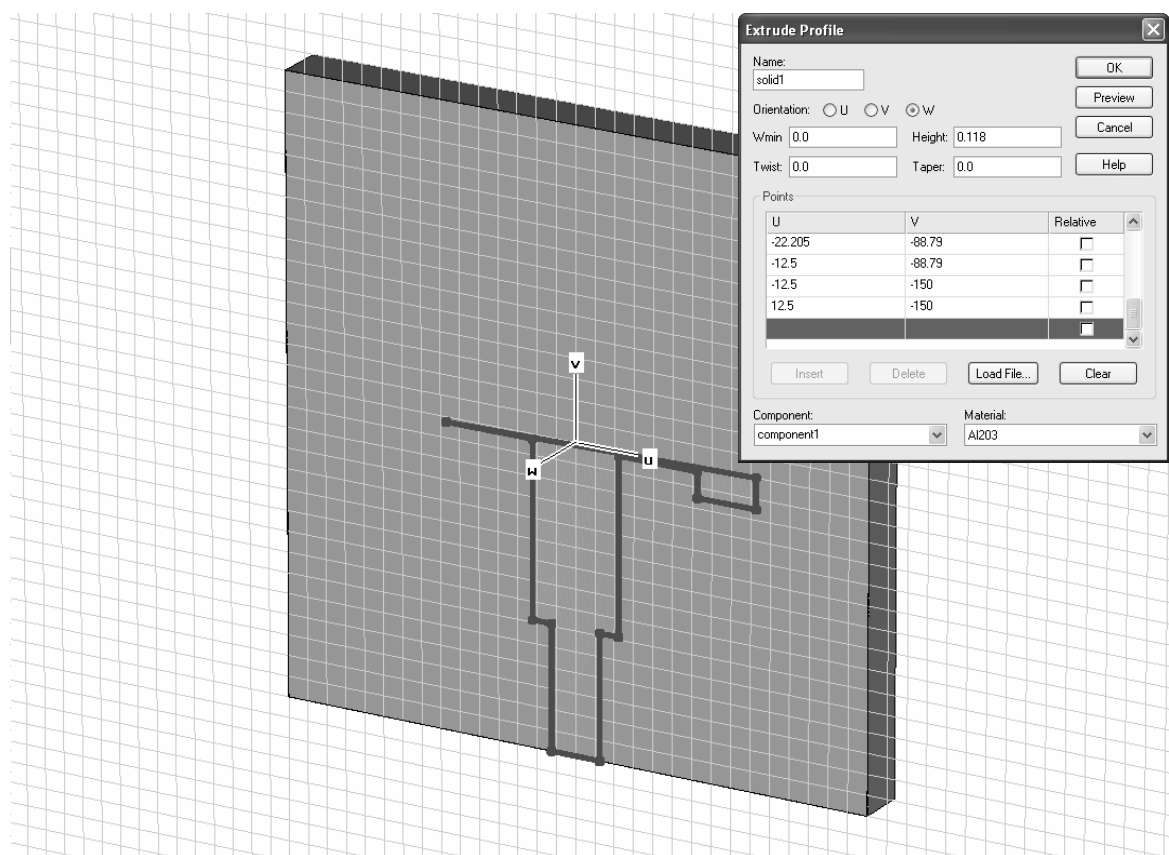 Extrude Profile
Name:
solid1
OK
Orientation: U V W
Preview
Wmin 0.0 Height: 0.118
Cancel
Twist: 0.0 Taper: 0.0
Help
Points
U V Relative
-22.205 -88.79
-12.5 -88.79
-12.5 -150
12.5 -150
Insert Delete Load File... Clear
Component: Material:
component1 Al203
v
u
w